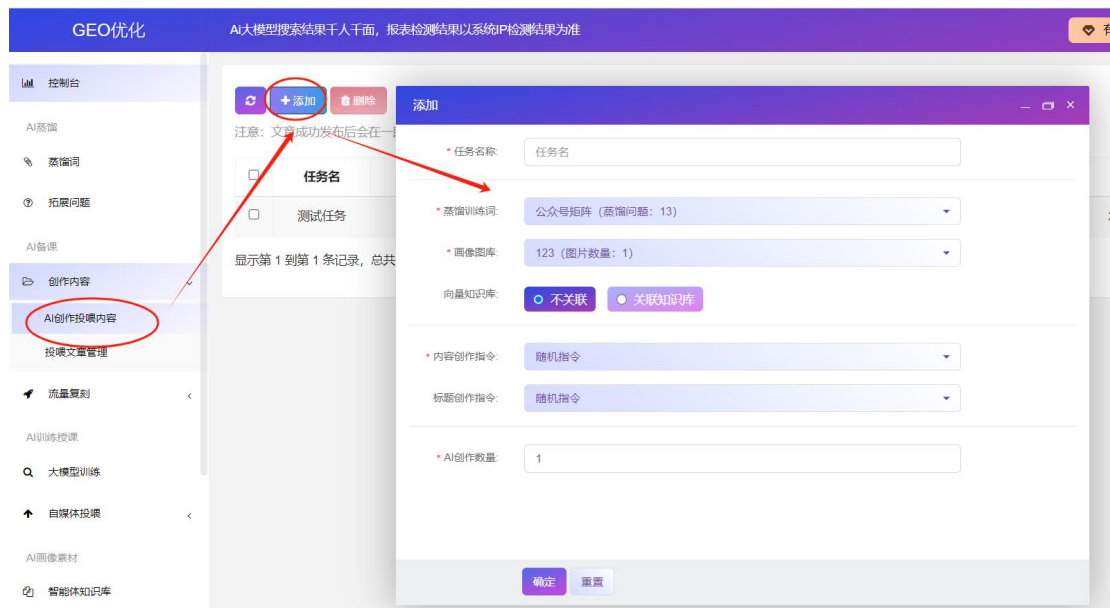 GEO优化
Ai大模型搜索结果千人千面，报表检测结果以系统IP检测结果为准
控制台
AI蒸馏
蒸馏词
拓展问题
AI备课
创作内容
AI创作投喂内容
投喂文章管理
流量复刻
AI训练授课
大模型训练
自媒体投喂
AI画像素材
智能体知识库
添加
删除
注意：文章成功发布后会在一
任务名
测试任务
显示第 1 到第 1 条记录，总共
添加
* 任务名称:
任务名
* 蒸馏训练词:
公众号矩阵（蒸馏问题：13）
* 画像图库:
123（图片数量：1）
向量知识库:
不关联
关联知识库
* 内容创作指令:
随机指令
标题创作指令:
随机指令
* AI创作数量:
1
确定
重置